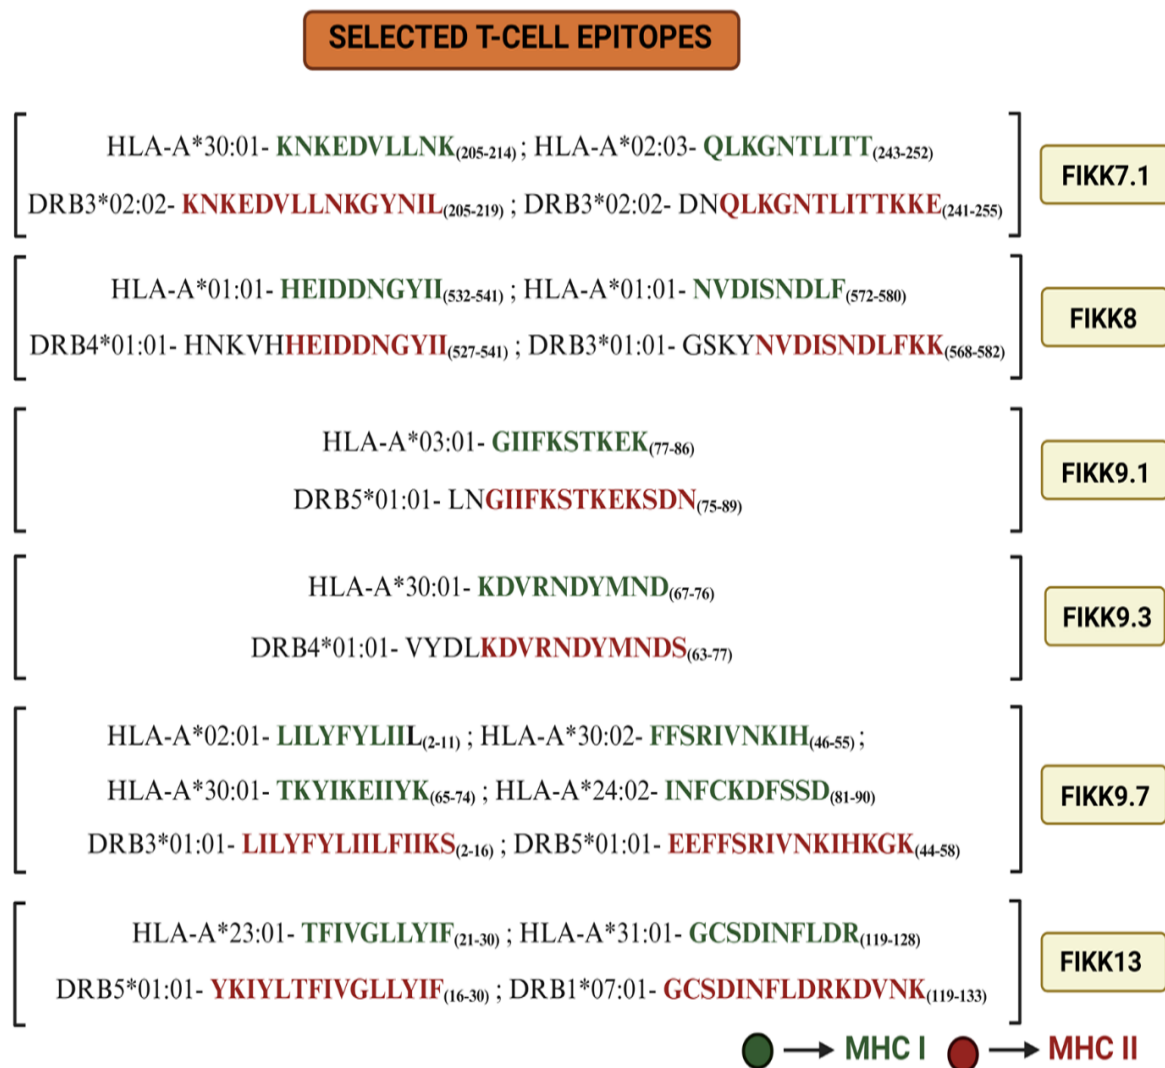 SELECTED T-CELL EPITOPES
HLA-A*30:01- KNKEDVLLNK(205-214) ; HLA-A*02:03- QLKGNTLITT(243-252)
DRB3*02:02- KNKEDVLLNKGYNIL(205-219) ; DRB3*02:02- DNQLKGNTLITTKKE(241-255)
FIKK7.1
HLA-A*01:01- HEIDDNGYII(532-541) ; HLA-A*01:01- NVDISNDLF(572-580)
DRB4*01:01- HNKVHHEIDDNGYII(527-541) ; DRB3*01:01- GSKYNVDISNDLFKK(568-582)
FIKK8
HLA-A*03:01- GIIFKSTKEK(77-86)
DRB5*01:01- LNGIIFKSTKEKSDN(75-89)
FIKK9.1
HLA-A*30:01- KDVRNDYMND(67-76)
DRB4*01:01- VYDLKDVRNDYMNDS(63-77)
FIKK9.3
HLA-A*02:01- LILYFYLIIL(2-11) ; HLA-A*30:02- FFSRIVNKIH(46-55) ;
HLA-A*30:01- TKYIKEIIYK(65-74) ; HLA-A*24:02- INFCKDFSSD(81-90)
DRB3*01:01- LILYFYLIILFIIKS(2-16) ; DRB5*01:01- EEFFSRIVNKIHKGK(44-58)
FIKK9.7
HLA-A*23:01- TFIVGLLYIF(21-30) ; HLA-A*31:01- GCSDINFLDR(119-128)
DRB5*01:01- YKIYLTFIVGLLYIF(16-30) ; DRB1*07:01- GCSDINFLDRKDVNK(119-133)
FIKK13
MHC I MHC II